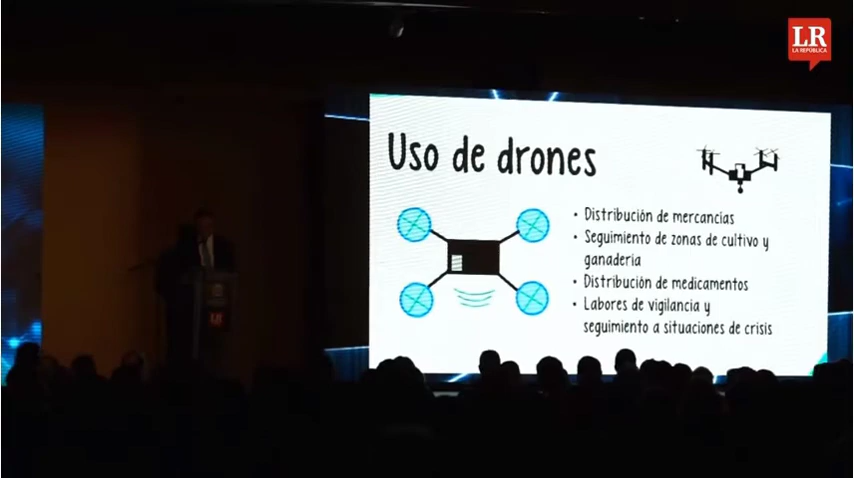 LR
LA REPÚBLICA
Uso de drones
• Distribución de mercancías
• Seguimiento de zonas de cultivo y
ganadería
• Distribución de medicamentos
• Labores de vigilancia y
seguimiento a situaciones de crisis
LR